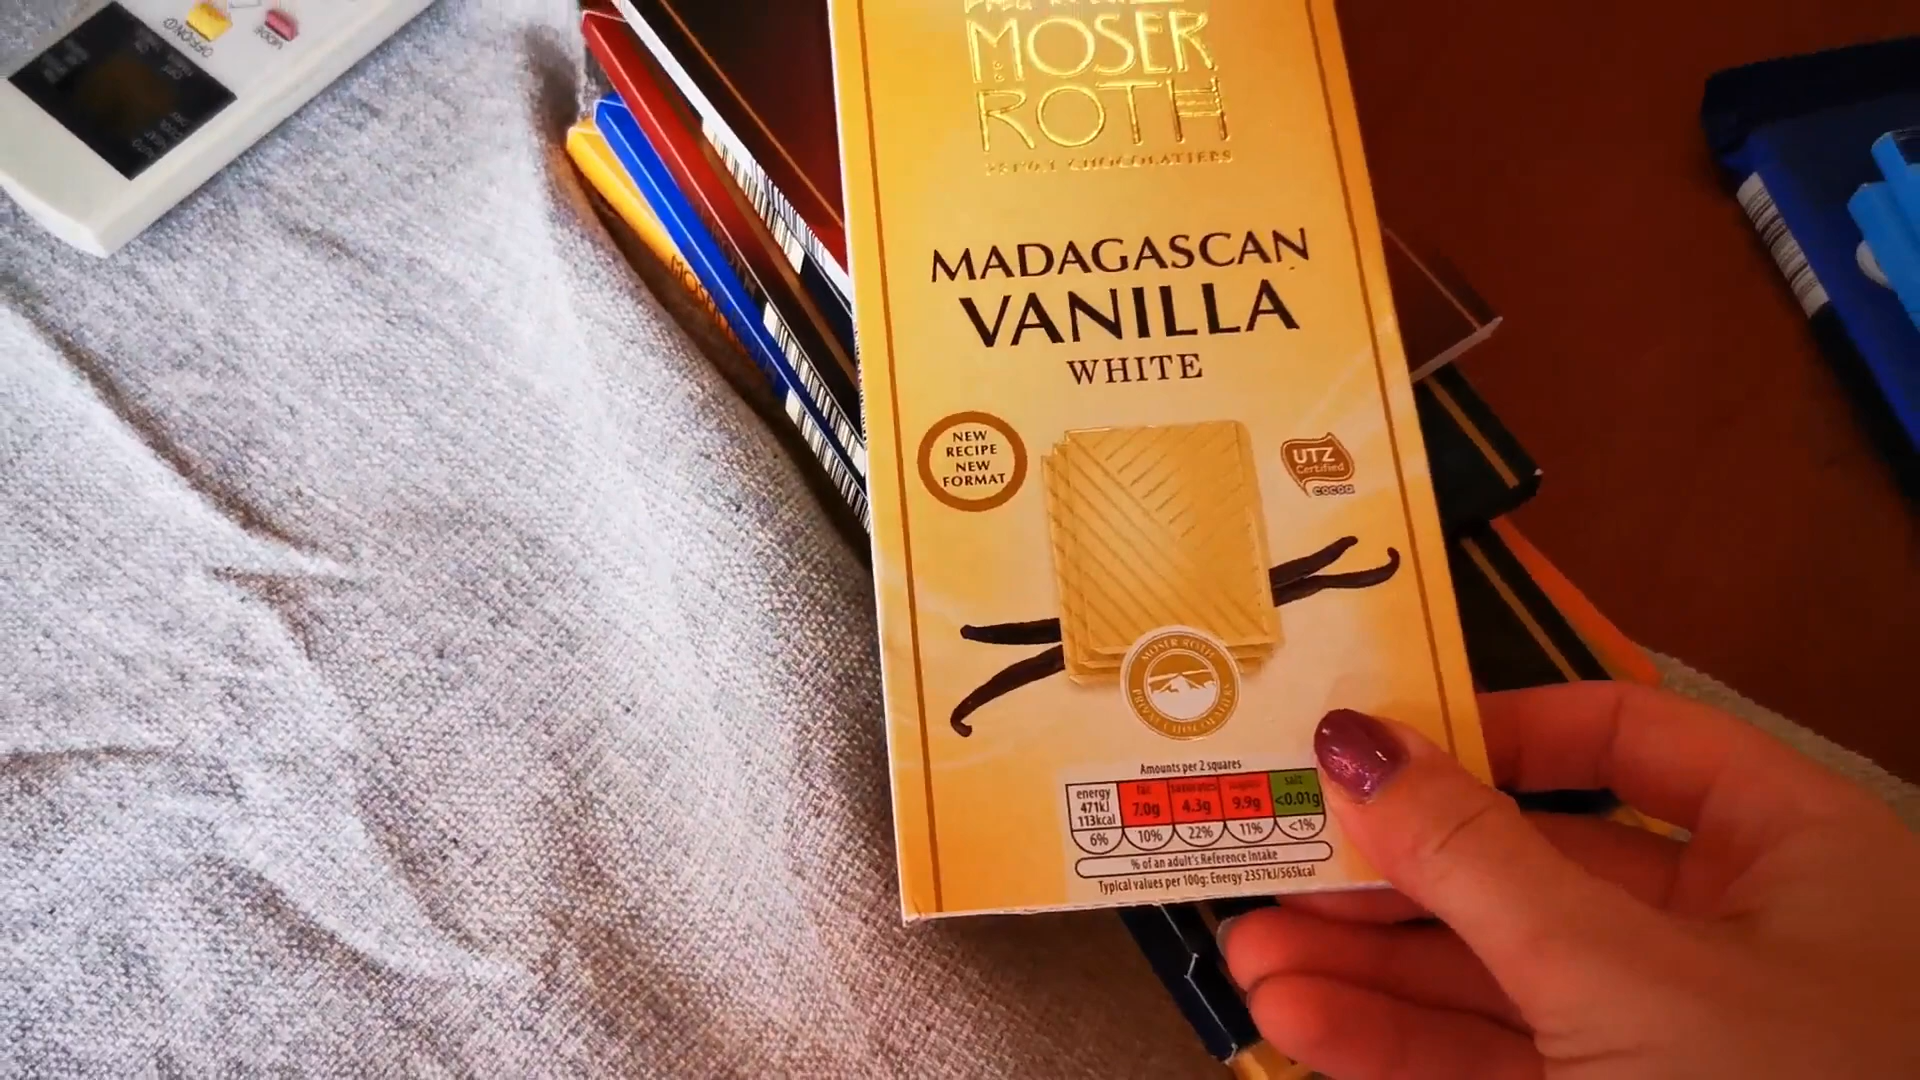 MOSER
ROTH
MADAGASCAN
VANILLA
WHITE
NEW
RECIPE
NEW
FORMAT
UTZ
Certified
cocoa
MOSER ROTH
Amounts per 2 squares
energy
471kJ
113kcal
6%
fat
7.0g
10%
4.3g
22%
9.9g
11%
salt
<0.01g
<1%
% of an adult's Reference Intake
Typical values per 100g: Energy 2357kJ/565kcal